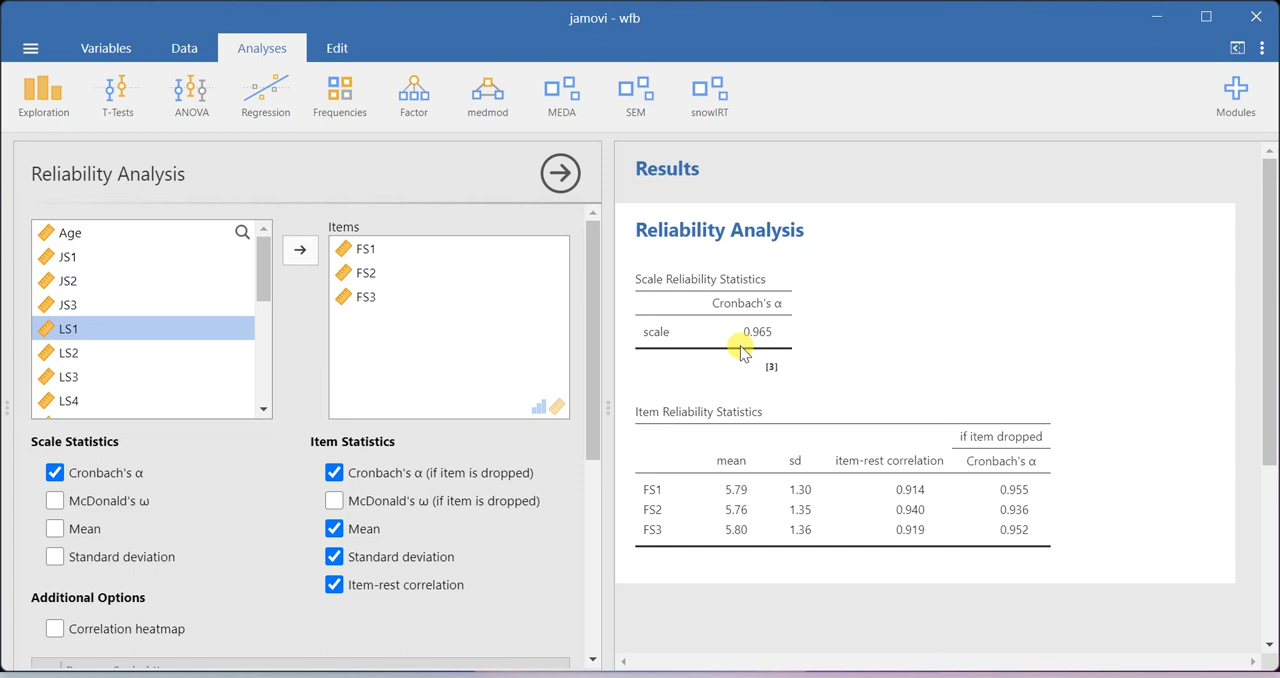 jamovi - wfb
Variables Data Analyses Edit
Exploration T-Tests ANOVA Regression Frequencies Factor medmod MEDA SEM snowIRT Modules
Reliability Analysis
Age
JS1
JS2
JS3
LS1
LS2
LS3
LS4
Items
FS1
FS2
FS3
Scale Statistics
Cronbach's α
McDonald's ω
Mean
Standard deviation
Additional Options
Correlation heatmap
Item Statistics
Cronbach's α (if item is dropped)
McDonald's ω (if item is dropped)
Mean
Standard deviation
Item-rest correlation
Results
Reliability Analysis
Scale Reliability Statistics
Cronbach's α
scale 0.965
[3]
Item Reliability Statistics
if item dropped
mean sd item-rest correlation Cronbach's α
FS1 5.79 1.30 0.914 0.955
FS2 5.76 1.35 0.940 0.936
FS3 5.80 1.36 0.919 0.952